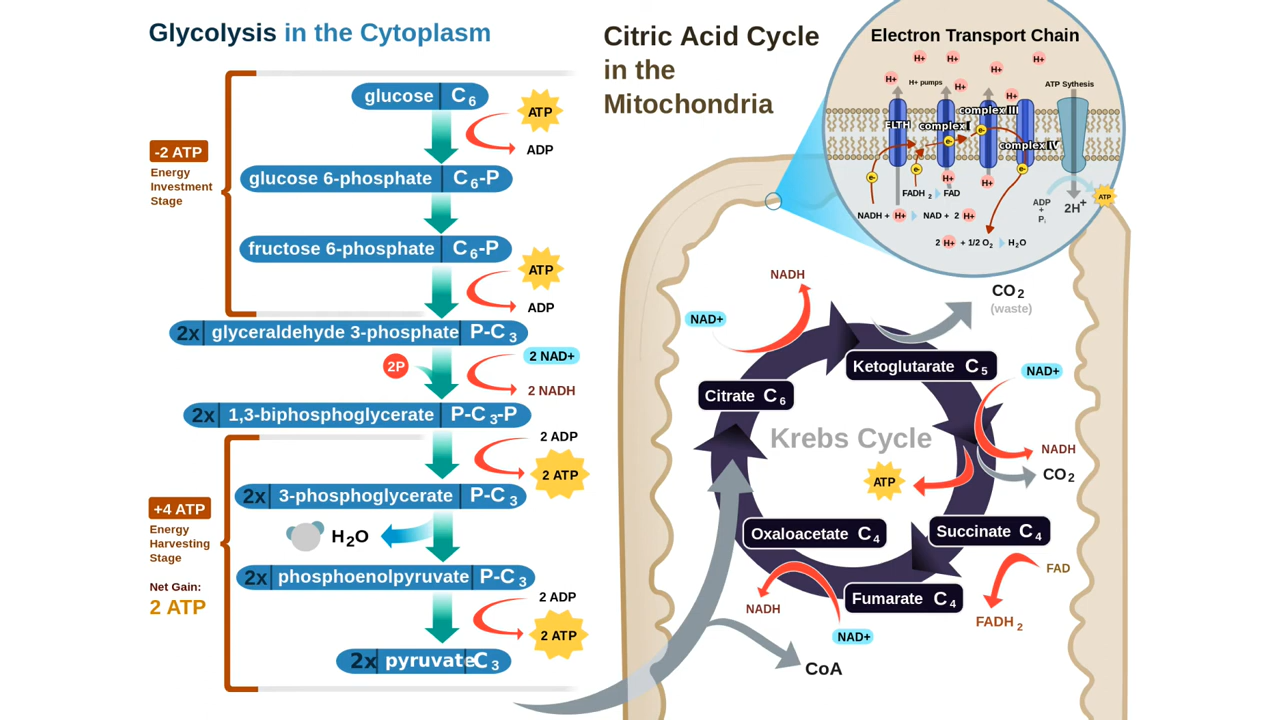 Glycolysis in the Cytoplasm
-2 ATP
Energy
Investment
Stage
glucose C6
ATP
ADP
glucose 6-phosphate C6-P
fructose 6-phosphate C6-P
ATP
ADP
2x glyceraldehyde 3-phosphate P-C3
2P
2 NAD+
2 NADH
2x 1,3-biphosphoglycerate P-C3-P
2 ADP
2 ATP
+4 ATP
Energy
Harvesting
Stage
Net Gain:
2 ATP
2x 3-phosphoglycerate P-C3
H2O
2x phosphoenolpyruvate P-C3
2 ADP
2 ATP
2x pyruvate C3
Citric Acid Cycle
in the
Mitochondria
Electron Transport Chain
H+
H+
H+
H+
H+
H+ pumps
H+
H+
ATP Sythesis
complex III
complex
complex IV
e-
e-
e-
e-
e-
H+
H+
FADH2 FAD
NADH + H+ NAD + 2 H+
2 H+ + 1/2 O2 H2O
ADP
+
Pi
2H+
ATP
NADH
NAD+
CO2
(waste)
Ketoglutarate C5
NAD+
Citrate C6
Krebs Cycle
NADH
CO2
ATP
Oxaloacetate C4
Succinate C4
FAD
FADH2
Fumarate C4
NADH
NAD+
CoA